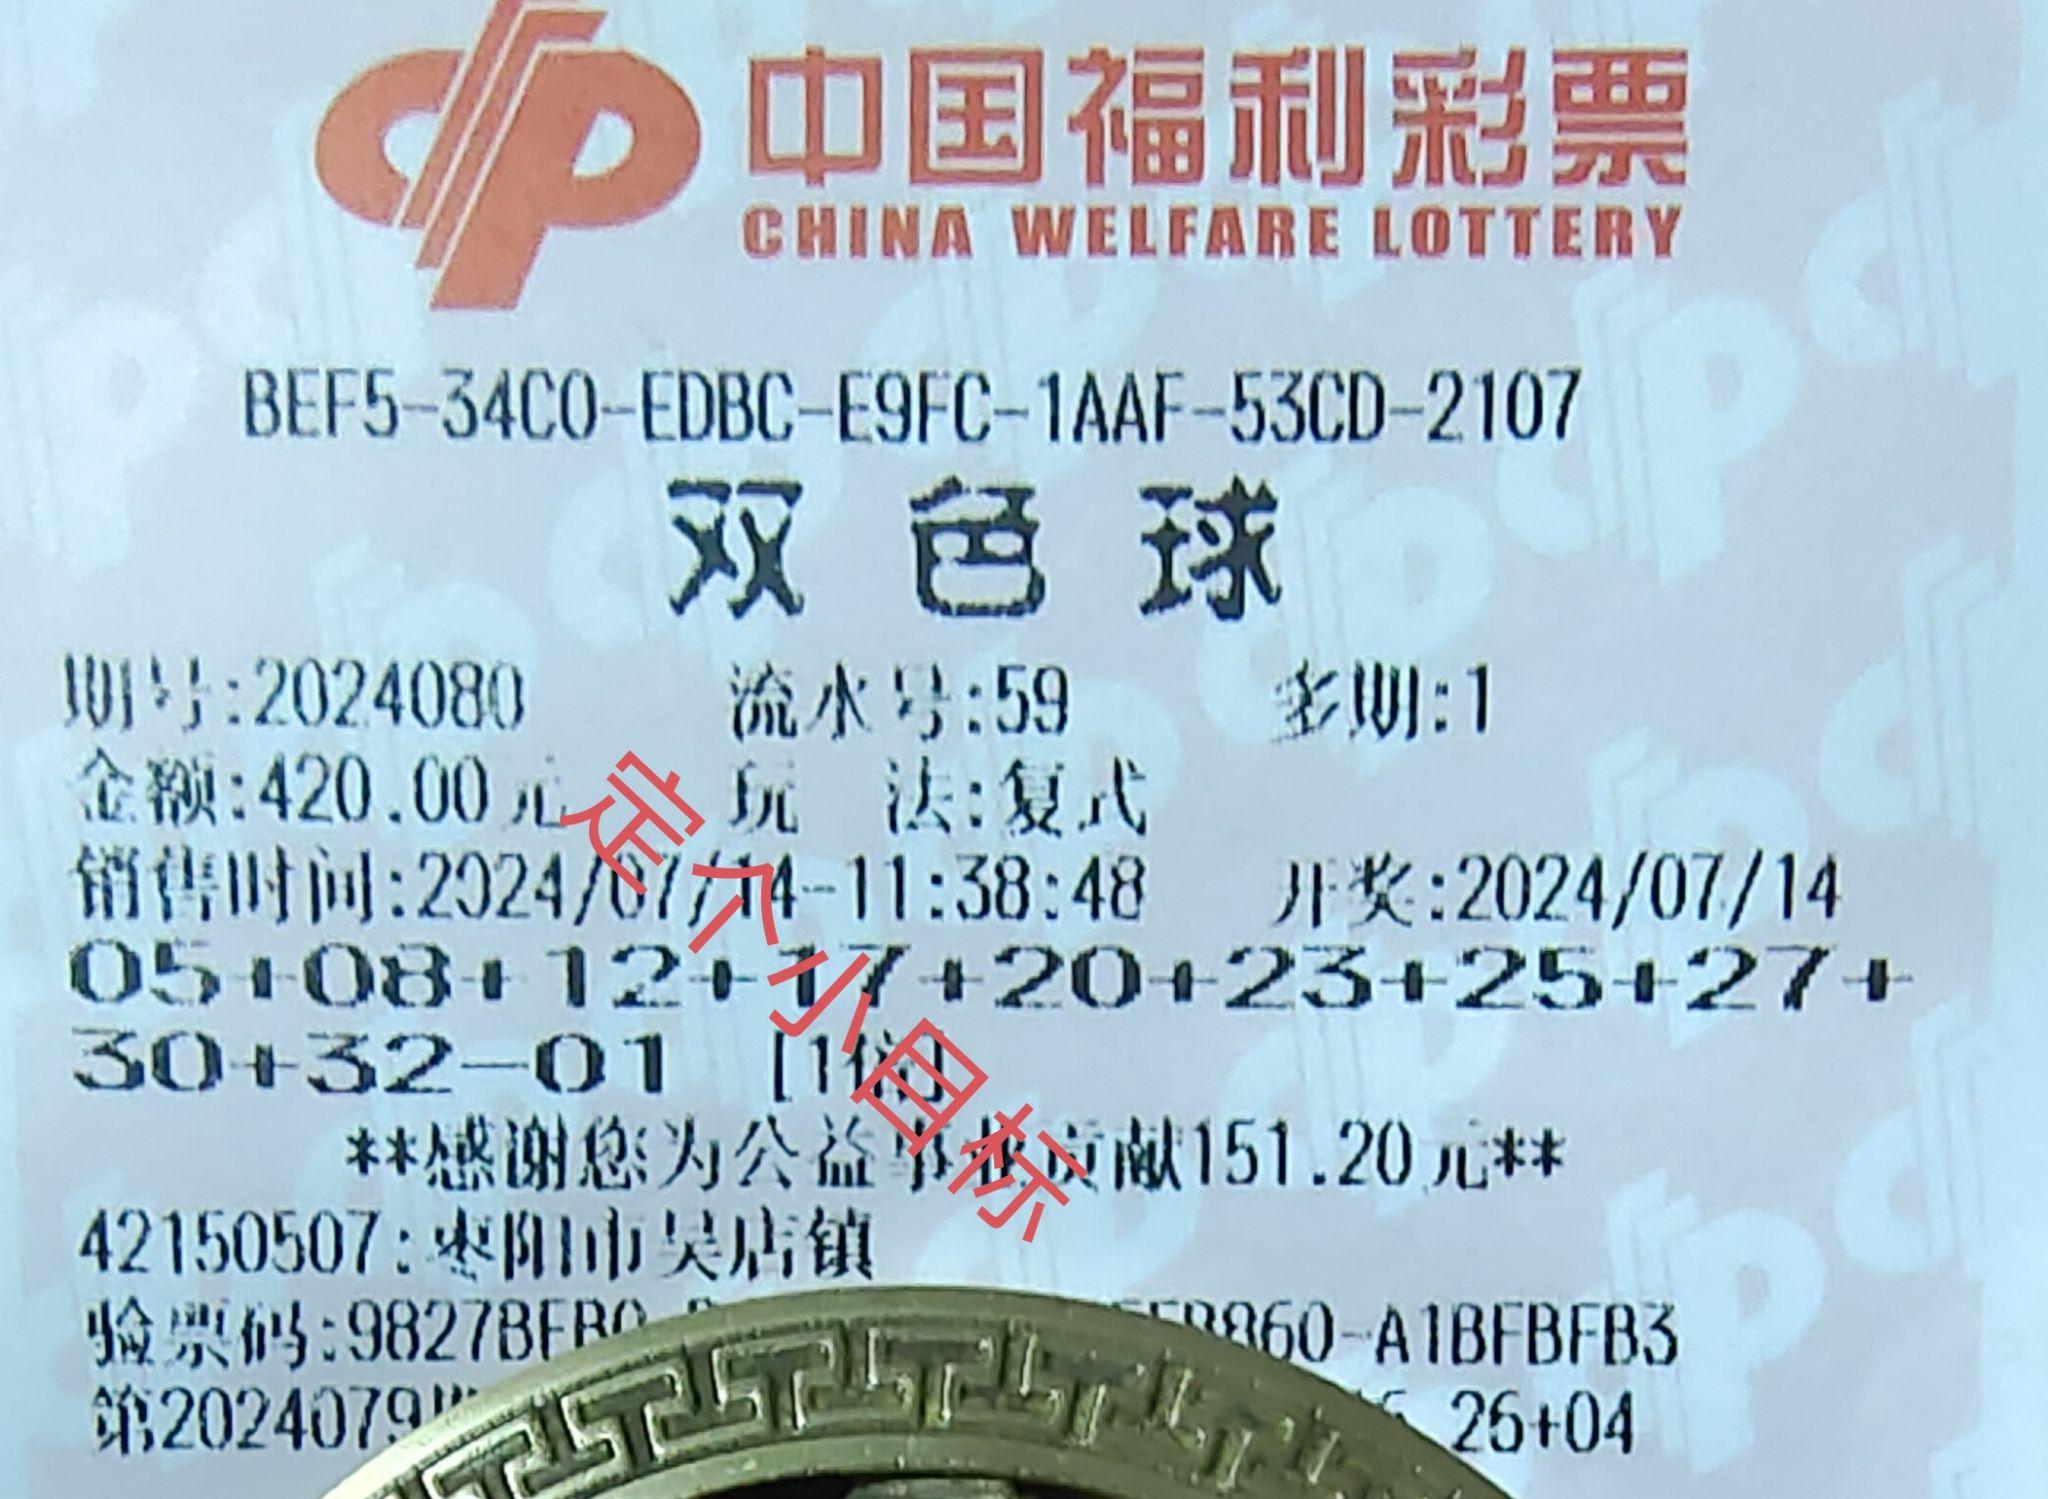 中国福利彩票
CHINA WELFARE LOTTERY
BEF5-34C0-EDBC-E9FC-1AAF-53CD-2107
双色球
期号:2024080 流水号:59 多期:1
金额:420.00元 玩 法:复式
销售时间:2024/07/14-11:38:48 开奖:2024/07/14
05+08+12+17+20+23+25+27+
30+32-01 [1倍]
**感谢您为公益事业贡献151.20元**
42150507:枣阳市吴店镇
验票码:9827BFB0 860-A1BFBFB3
第2024079期 26+04
定个小目标